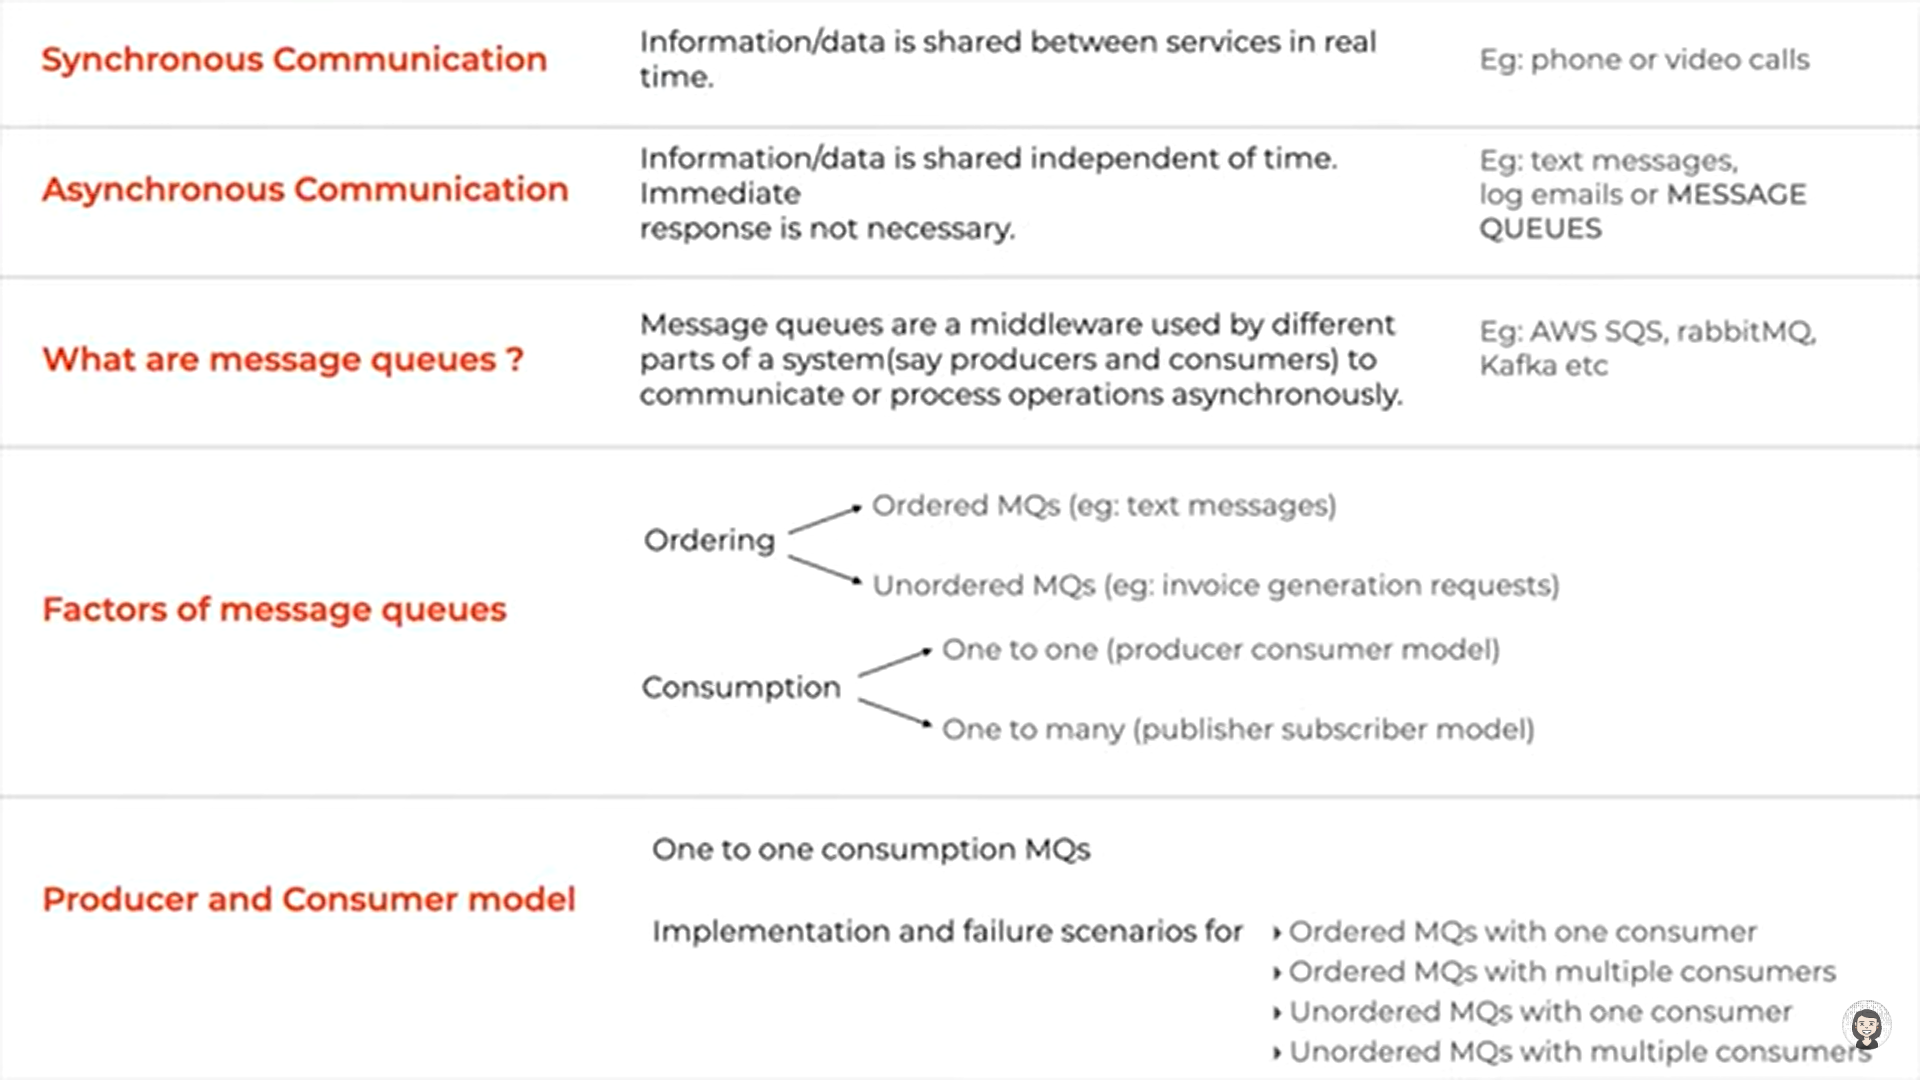 Synchronous Communication
Information/data is shared between services in real
time.
Eg: phone or video calls
Asynchronous Communication
Information/data is shared independent of time.
Immediate
response is not necessary.
Eg: text messages,
log emails or MESSAGE
QUEUES
What are message queues ?
Message queues are a middleware used by different
parts of a system(say producers and consumers) to
communicate or process operations asynchronously.
Eg: AWS SQS, rabbitMQ,
Kafka etc
Factors of message queues
Ordering
Ordered MQs (eg: text messages)
Unordered MQs (eg: invoice generation requests)
Consumption
One to one (producer consumer model)
One to many (publisher subscriber model)
Producer and Consumer model
One to one consumption MQs
Implementation and failure scenarios for
Ordered MQs with one consumer
Ordered MQs with multiple consumers
Unordered MQs with one consumer
Unordered MQs with multiple consumers